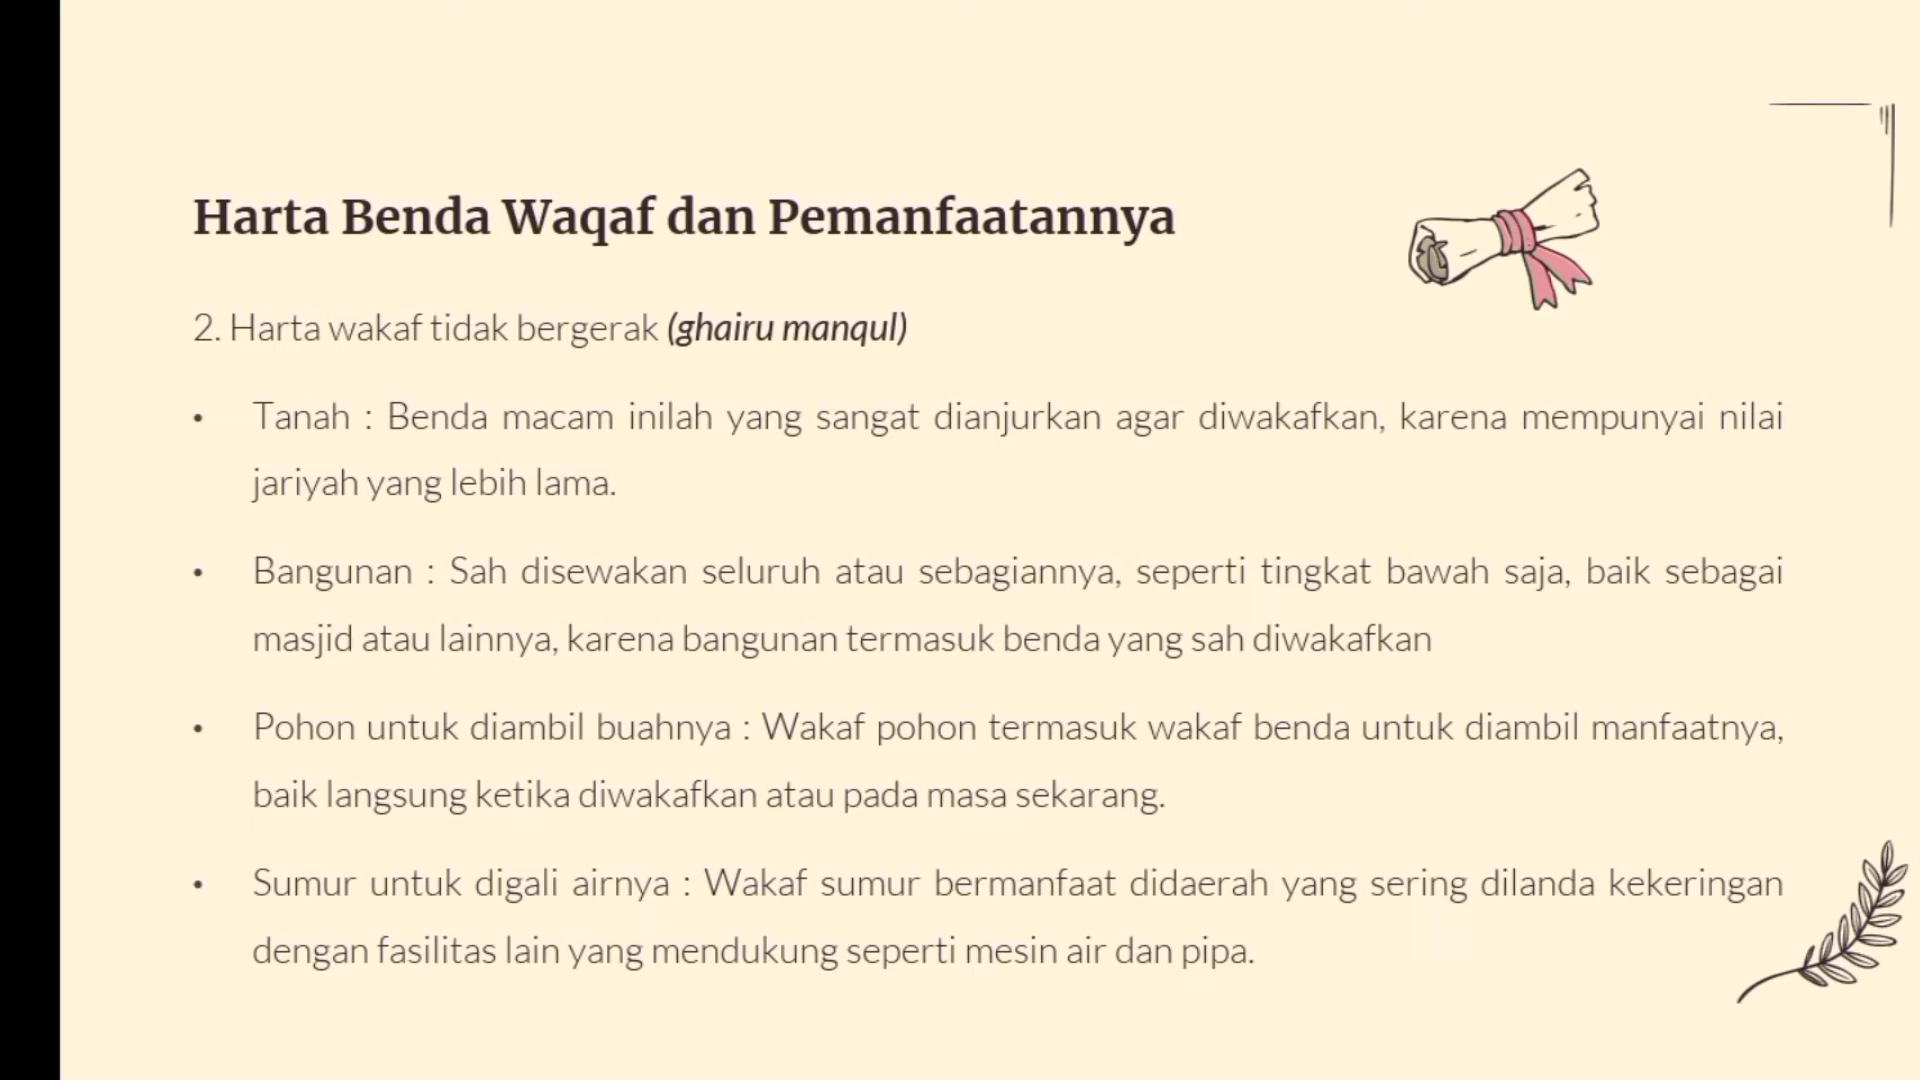 Harta Benda Waqaf dan Pemanfaatannya
2. Harta wakaf tidak bergerak (ghairu manqul)
• Tanah : Benda macam inilah yang sangat dianjurkan agar diwakafkan, karena mempunyai nilai
jariyah yang lebih lama.
• Bangunan : Sah disewakan seluruh atau sebagiannya, seperti tingkat bawah saja, baik sebagai
masjid atau lainnya, karena bangunan termasuk benda yang sah diwakafkan
• Pohon untuk diambil buahnya : Wakaf pohon termasuk wakaf benda untuk diambil manfaatnya,
baik langsung ketika diwakafkan atau pada masa sekarang.
• Sumur untuk digali airnya : Wakaf sumur bermanfaat didaerah yang sering dilanda kekeringan
dengan fasilitas lain yang mendukung seperti mesin air dan pipa.